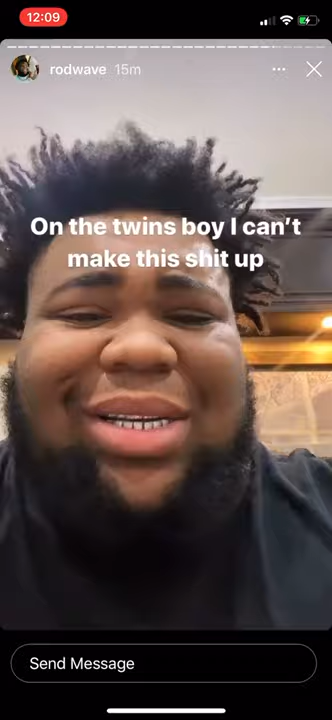 12:09
rodwave 15m
On the twins boy I can't
make this shit up
Send Message